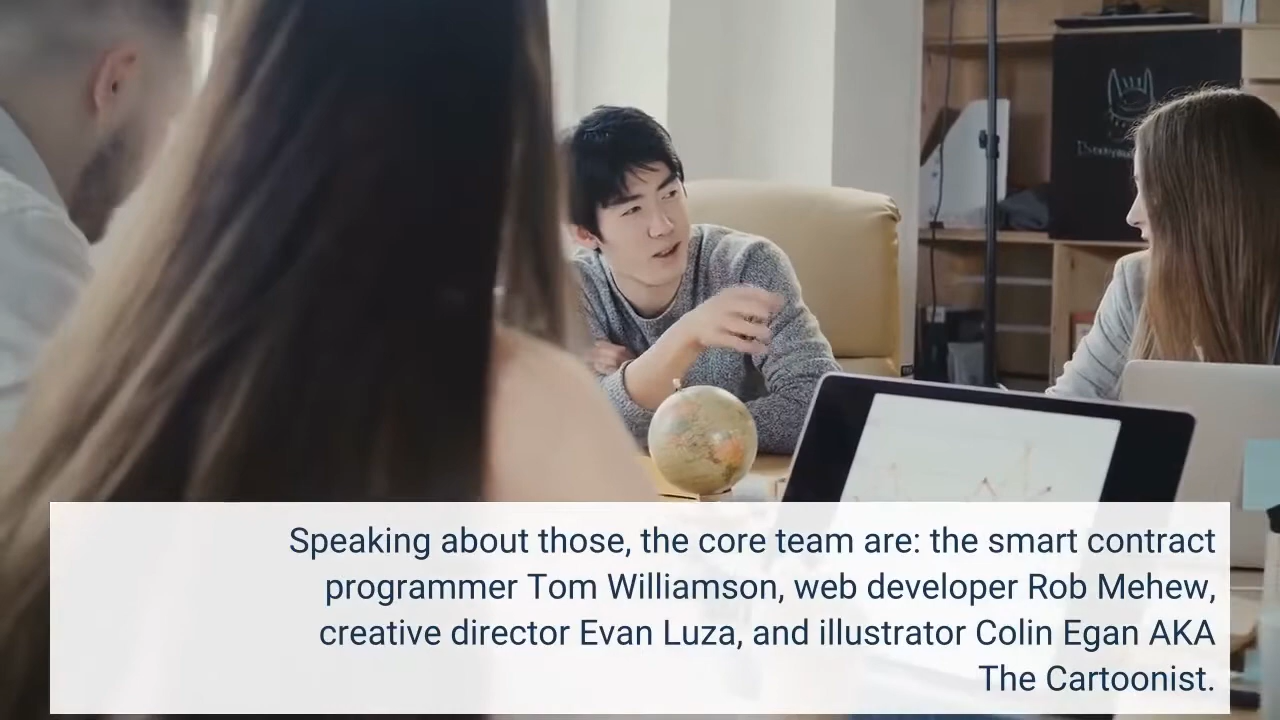 Speaking about those, the core team are: the smart contract
programmer Tom Williamson, web developer Rob Mehew,
creative director Evan Luza, and illustrator Colin Egan AKA
The Cartoonist.